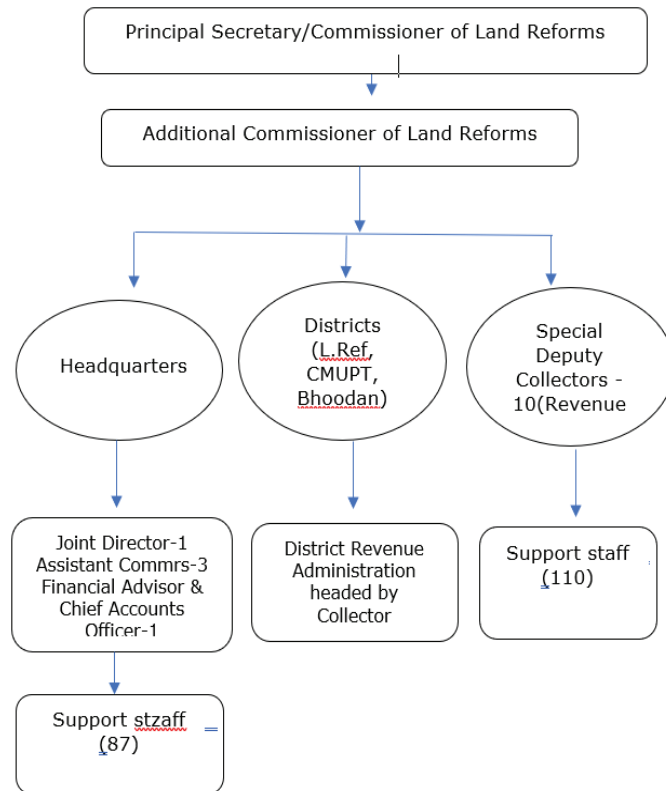 Principal Secretary/Commissioner of Land Reforms
Additional Commissioner of Land Reforms
Headquarters
Districts
(L.Ref,
CMUPT,
Bhoodan)
Special
Deputy
Collectors -
10(Revenue
Joint Director-1
Assistant Commrs-3
Financial Advisor &
Chief Accounts
Officer-1
District Revenue
Administration
headed by
Collector
Support staff
(110)
Support stzaff
(87)